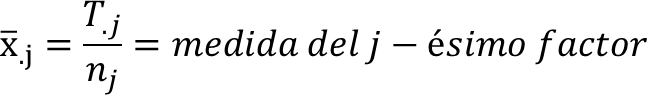 x̄.j = T.j / nj = medida del j − ésimo factor